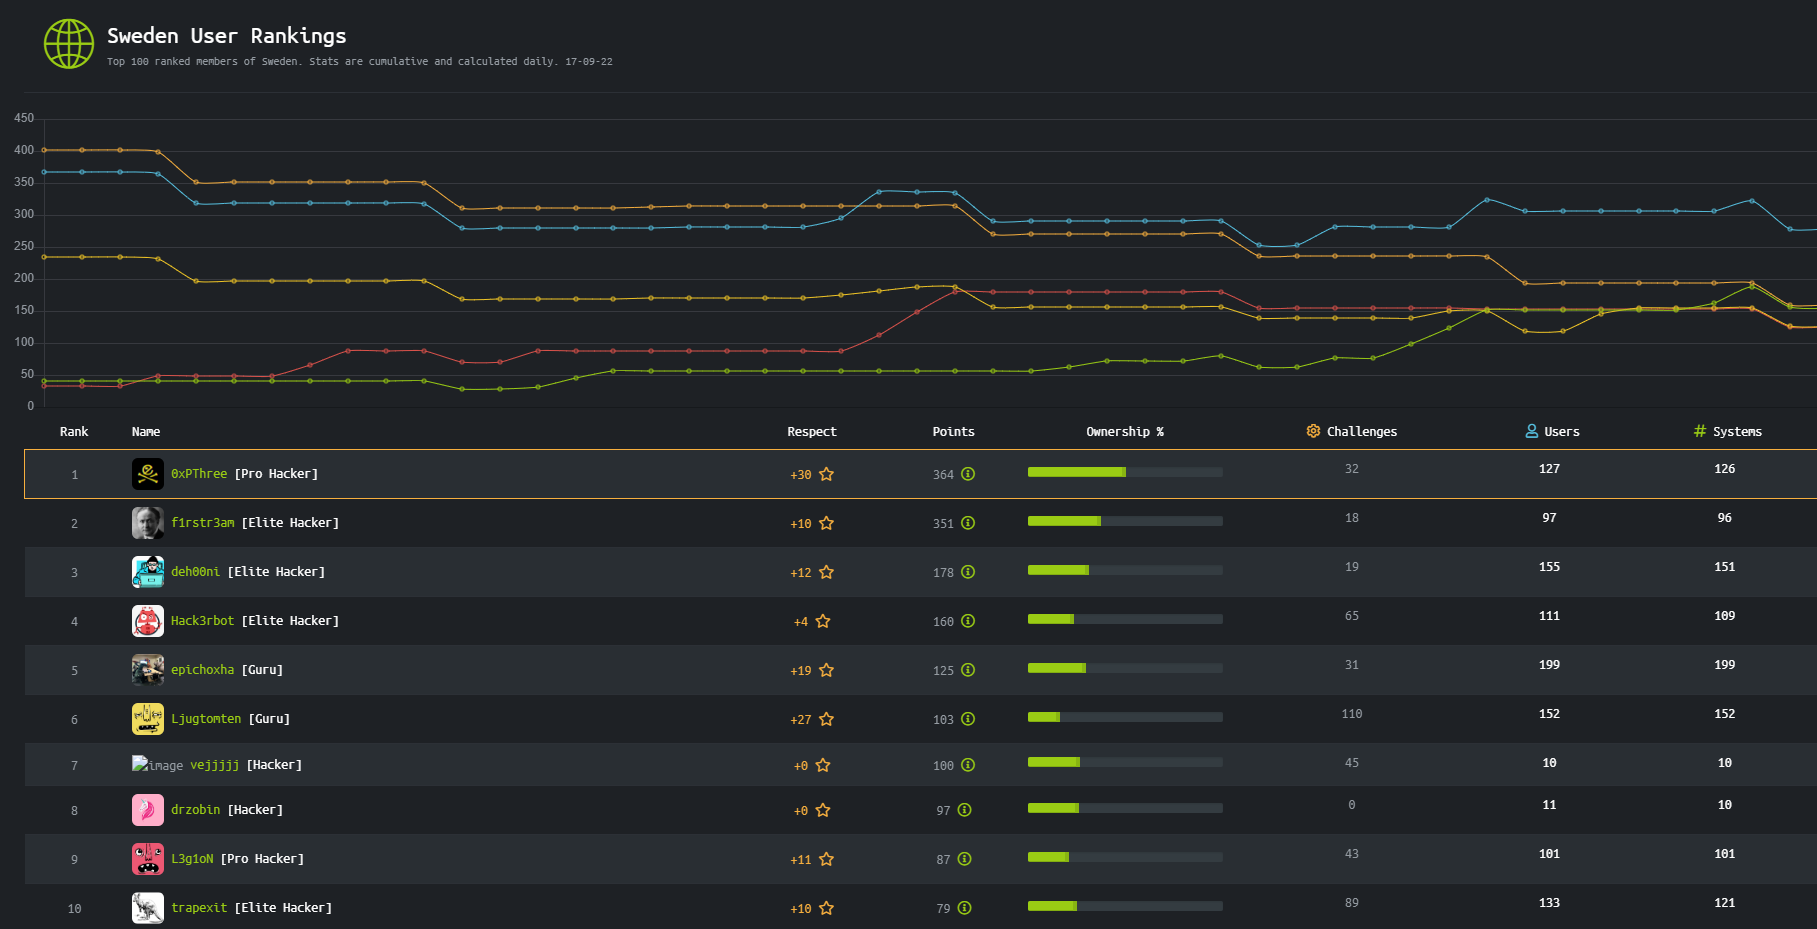 Sweden User Rankings
Top 100 ranked members of Sweden. Stats are cumulative and calculated daily. 17-09-22
450
400
350
300
250
200
150
100
50
0
Rank Name Respect Points Ownership % Challenges Users Systems
1 0xPThree [Pro Hacker] +30 364 32 127 126
2 f1rstr3am [Elite Hacker] +10 351 18 97 96
3 deh00ni [Elite Hacker] +12 178 19 155 151
4 Hack3rbot [Elite Hacker] +4 160 65 111 109
5 epichoxha [Guru] +19 125 31 199 199
6 Ljugtomten [Guru] +27 103 110 152 152
7 image vejjjjj [Hacker] +0 100 45 10 10
8 drzobin [Hacker] +0 97 0 11 10
9 L3g1oN [Pro Hacker] +11 87 43 101 101
10 trapexit [Elite Hacker] +10 79 89 133 121